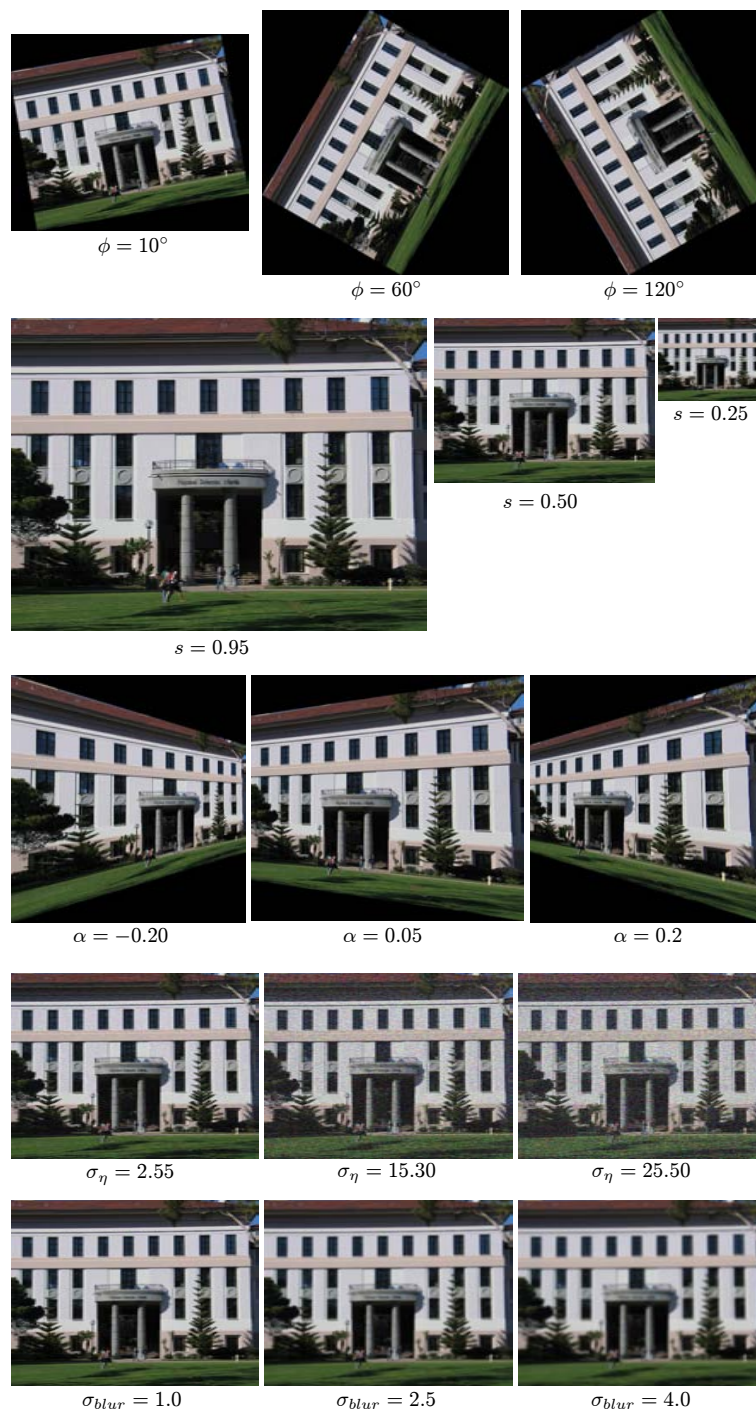 ϕ = 10°
ϕ = 60°
ϕ = 120°
s = 0.25
s = 0.50
s = 0.95
α = −0.20
α = 0.05
α = 0.2
σ_η = 2.55
σ_η = 15.30
σ_η = 25.50
σ_blur = 1.0
σ_blur = 2.5
σ_blur = 4.0